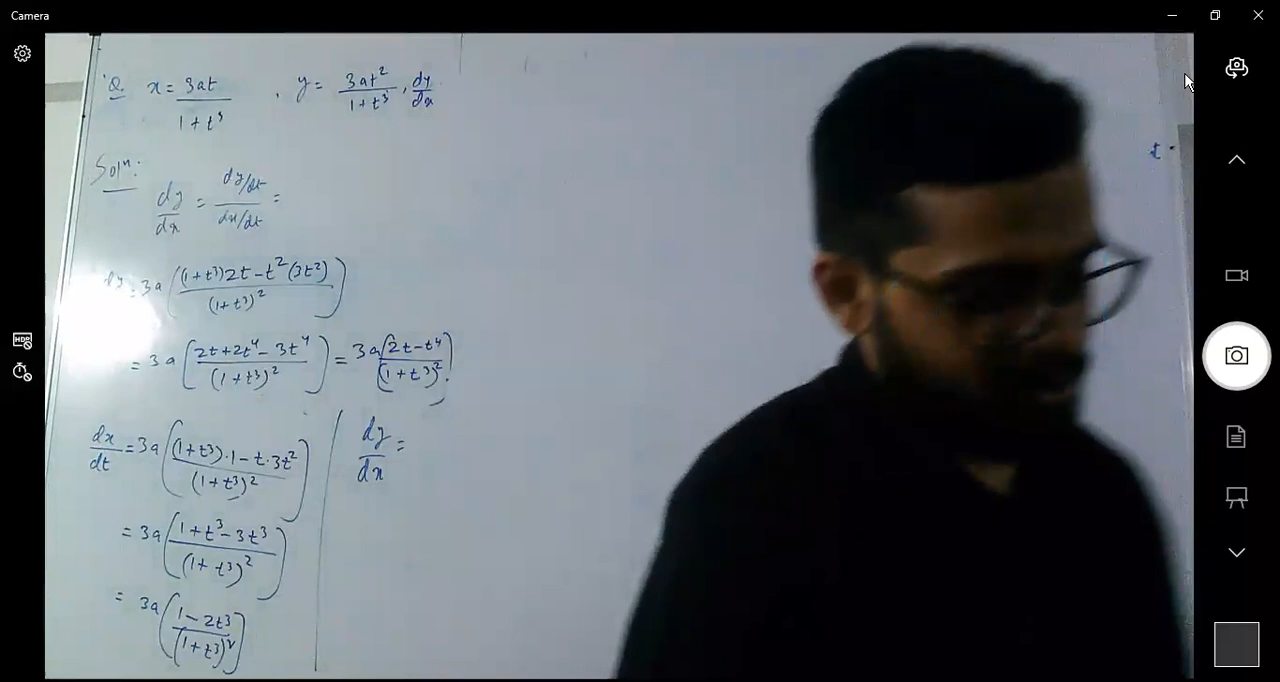 Camera
Q. x = 3at / 1 + t³ , y = 3at² / 1 + t³ , dy/dx
Solⁿ:
dy/dx = dy/dt / dx/dt =
dy = 3a ( (1+t³)2t − t²(3t²) / (1+t³)² )
= 3a ( 2t + 2t⁴ − 3t⁴ / (1+t³)² ) = 3a ( 2t − t⁴ / (1+t³)² )
dx/dt = 3a ( (1+t³)·1 − t·3t² / (1+t³)² )
= 3a ( 1 + t³ − 3t³ / (1+t³)² )
= 3a ( 1 − 2t³ / (1+t³)² )
dy/dx =